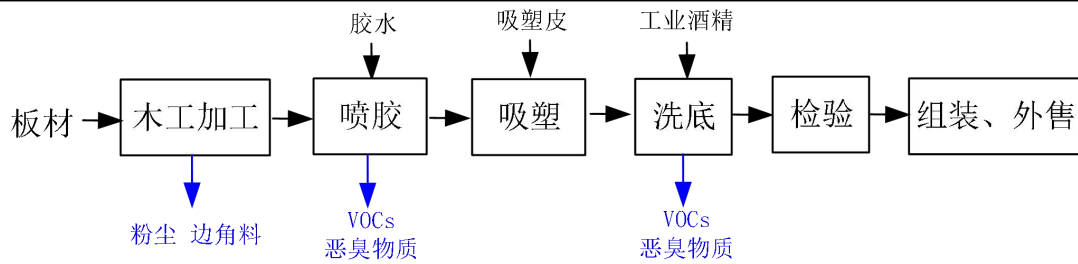 胶水
吸塑皮
工业酒精
板材
木工加工
喷胶
吸塑
洗底
检验
组装、外售
粉尘 边角料
VOCs
恶臭物质
VOCs
恶臭物质